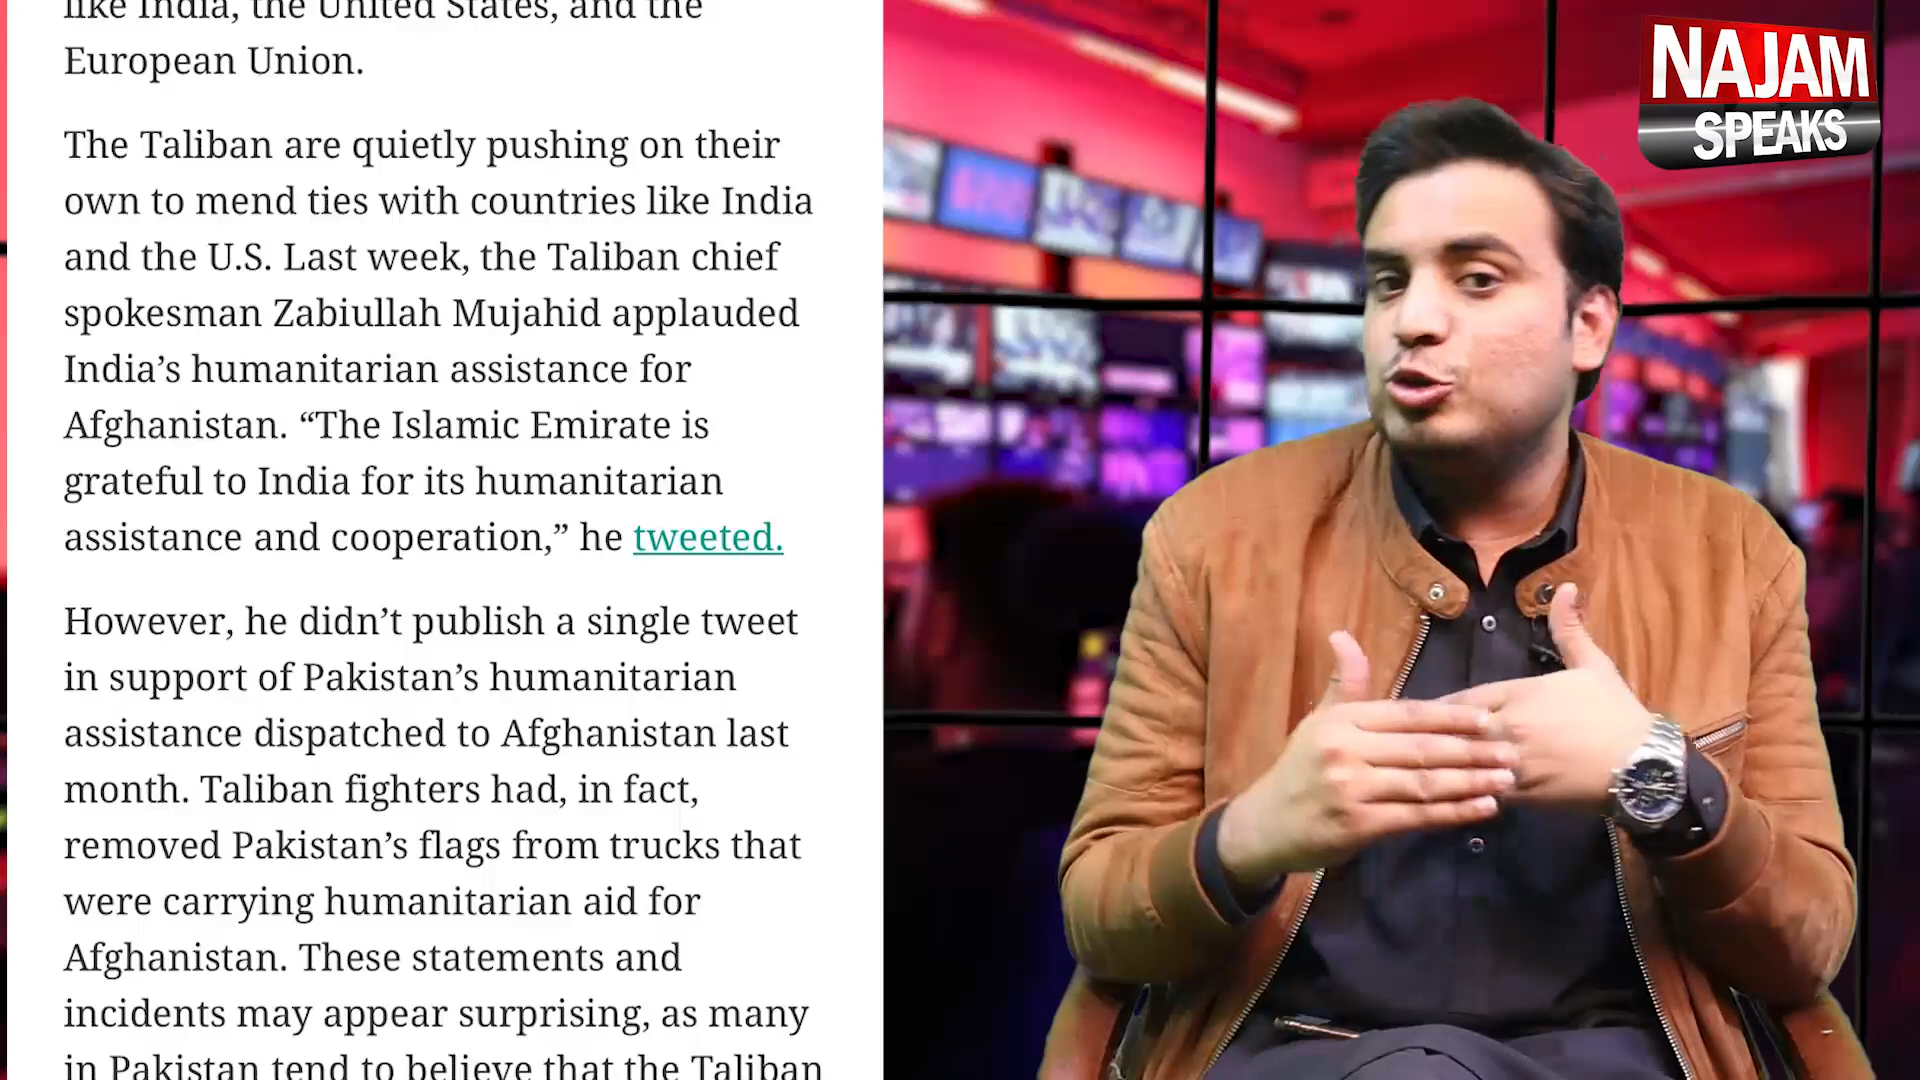 like India, the United States, and the
European Union.
The Taliban are quietly pushing on their
own to mend ties with countries like India
and the U.S. Last week, the Taliban chief
spokesman Zabiullah Mujahid applauded
India’s humanitarian assistance for
Afghanistan. “The Islamic Emirate is
grateful to India for its humanitarian
assistance and cooperation,” he tweeted.
However, he didn’t publish a single tweet
in support of Pakistan’s humanitarian
assistance dispatched to Afghanistan last
month. Taliban fighters had, in fact,
removed Pakistan’s flags from trucks that
were carrying humanitarian aid for
Afghanistan. These statements and
incidents may appear surprising, as many
in Pakistan tend to believe that the Taliban
NAJAM
SPEAKS